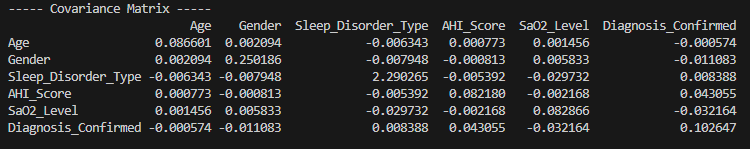 ----- Covariance Matrix -----
Age Gender Sleep_Disorder_Type AHI_Score SaO2_Level Diagnosis_Confirmed
Age 0.086601 0.002094 -0.006343 0.000773 0.001456 -0.000574
Gender 0.002094 0.250186 -0.007948 -0.000813 0.005833 -0.011083
Sleep_Disorder_Type -0.006343 -0.007948 2.290265 -0.005392 -0.029732 0.008388
AHI_Score 0.000773 -0.000813 -0.005392 0.082180 -0.002168 0.043055
SaO2_Level 0.001456 0.005833 -0.029732 -0.002168 0.082866 -0.032164
Diagnosis_Confirmed -0.000574 -0.011083 0.008388 0.043055 -0.032164 0.102647